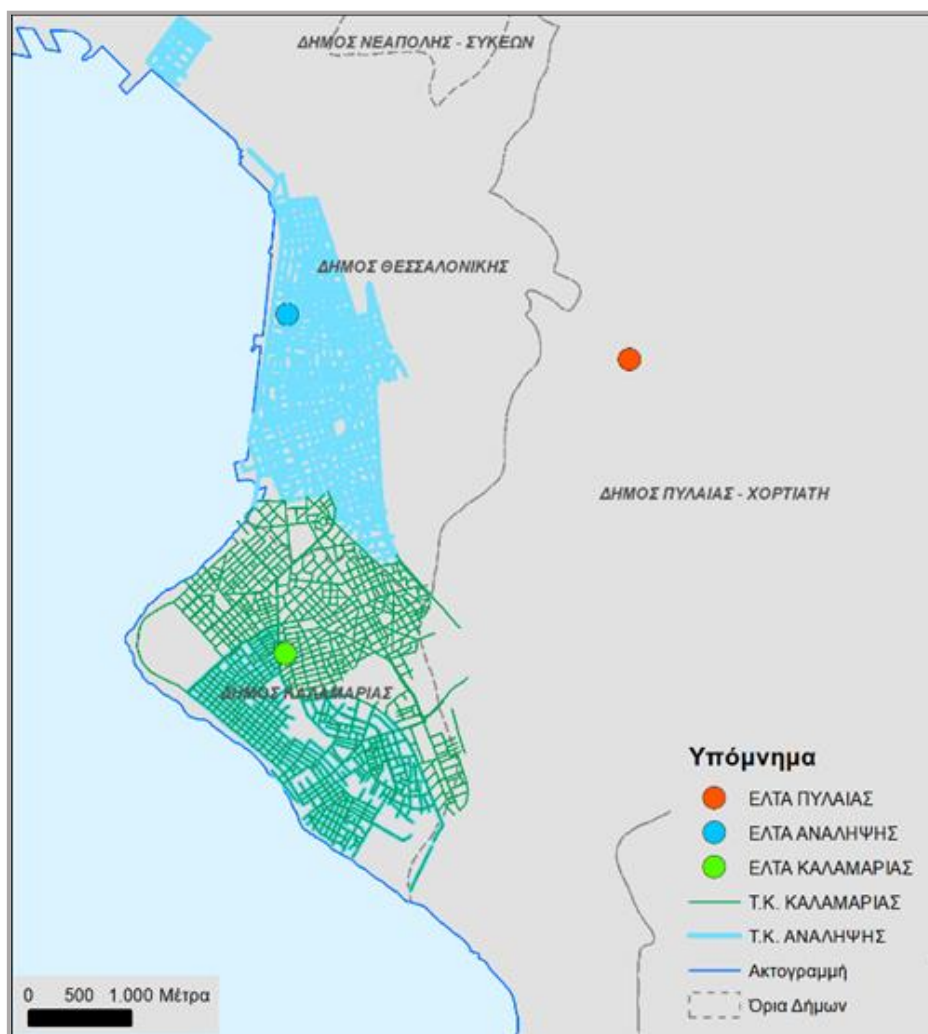 ΔΗΜΟΣ ΝΕΑΠΟΛΗΣ - ΣΥΚΕΩΝ
ΔΗΜΟΣ ΘΕΣΣΑΛΟΝΙΚΗΣ
ΔΗΜΟΣ ΠΥΛΑΙΑΣ - ΧΟΡΤΙΑΤΗ
ΔΗΜΟΣ ΚΑΛΑΜΑΡΙΑΣ
Υπόμνημα
ΕΛΤΑ ΠΥΛΑΙΑΣ
ΕΛΤΑ ΑΝΑΛΗΨΗΣ
ΕΛΤΑ ΚΑΛΑΜΑΡΙΑΣ
Τ.Κ. ΚΑΛΑΜΑΡΙΑΣ
Τ.Κ. ΑΝΑΛΗΨΗΣ
Ακτογραμμή
Όρια Δήμων
0 500 1.000 Μέτρα